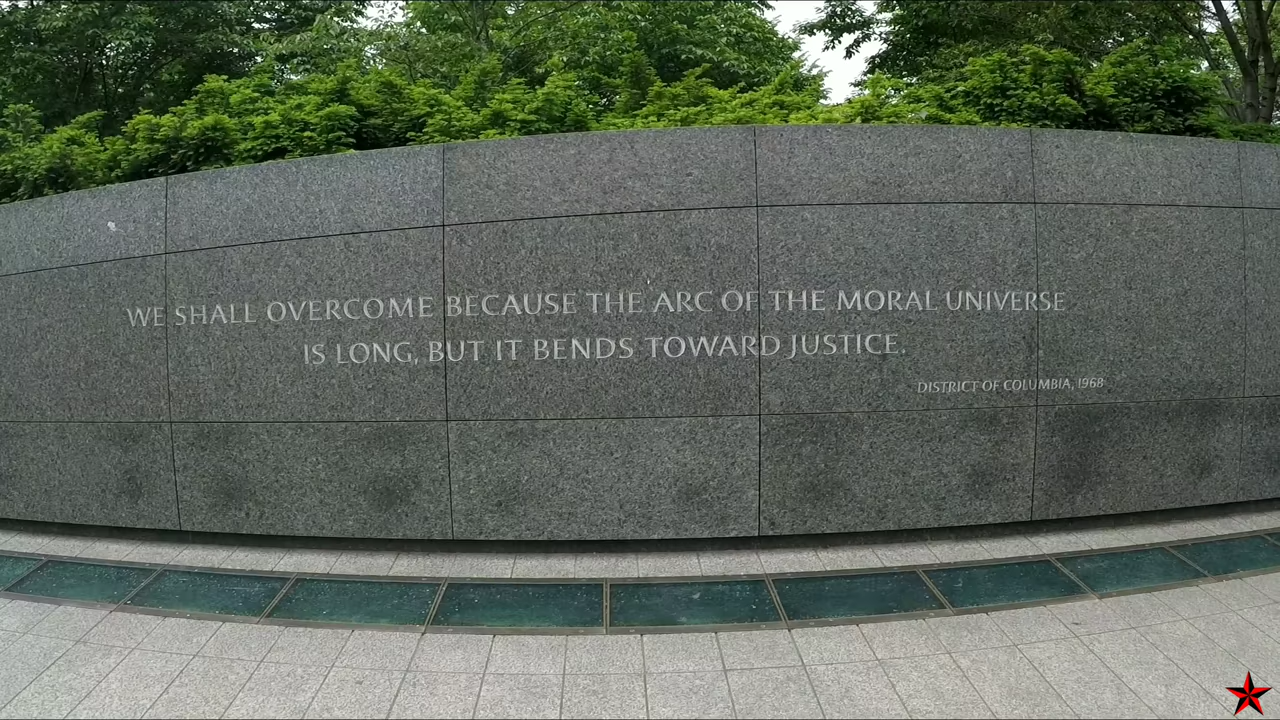 WE SHALL OVERCOME BECAUSE THE ARC OF THE MORAL UNIVERSE
IS LONG, BUT IT BENDS TOWARD JUSTICE.
DISTRICT OF COLUMBIA, 1968